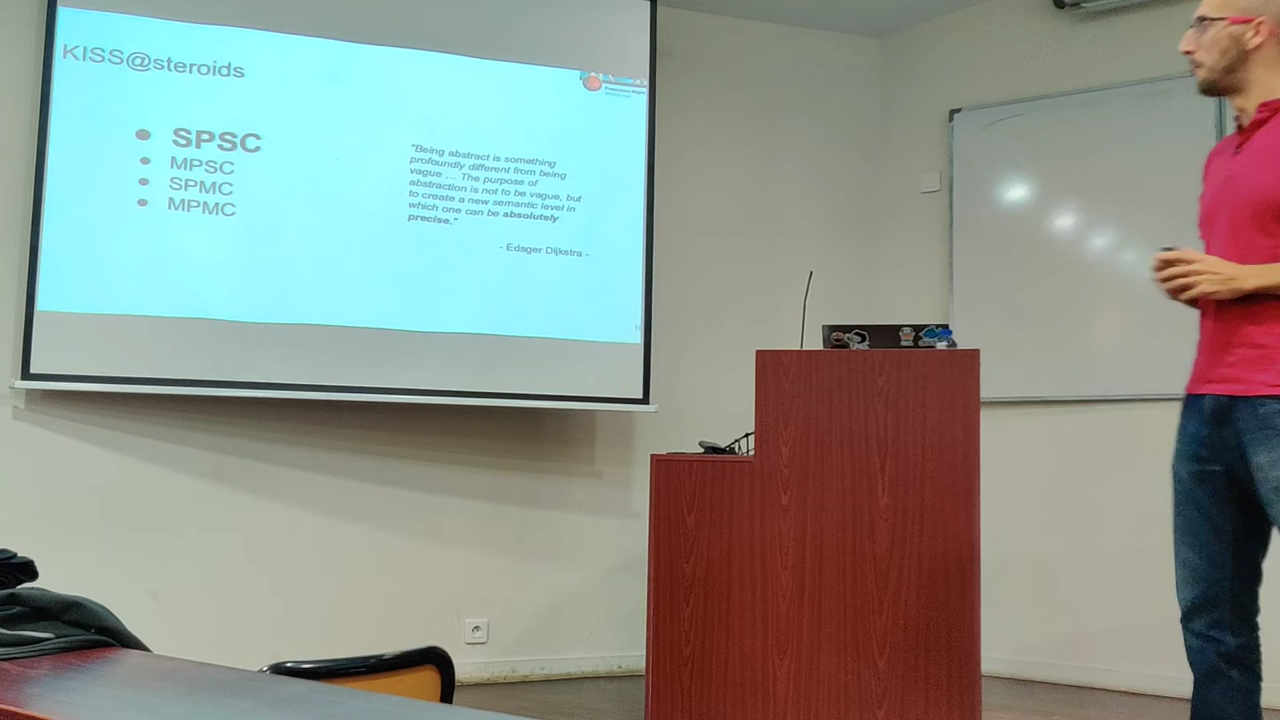 KISS@steroids
SPSC
MPSC
SPMC
MPMC
"Being abstract is something
profoundly different from being
vague ... The purpose of
abstraction is not to be vague, but
to create a new semantic level in
which one can be absolutely
precise."
- Edsger Dijkstra -